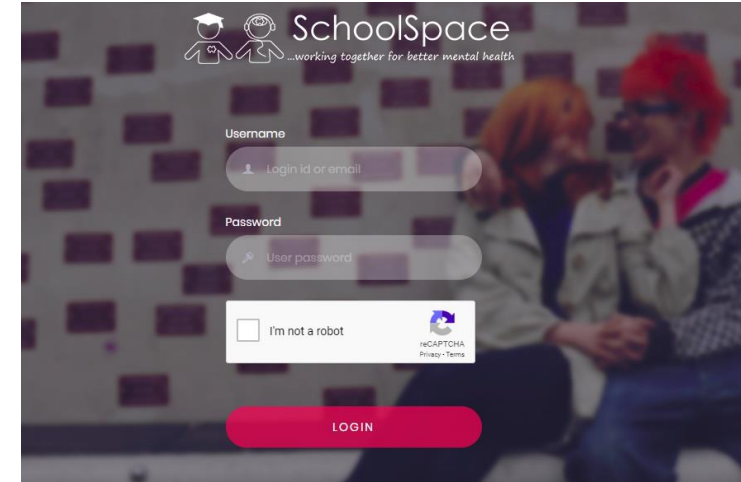 SchoolSpace
...working together for better mental health
Username
Login id or email
Password
User password
I'm not a robot
reCAPTCHA
Privacy - Terms
LOGIN